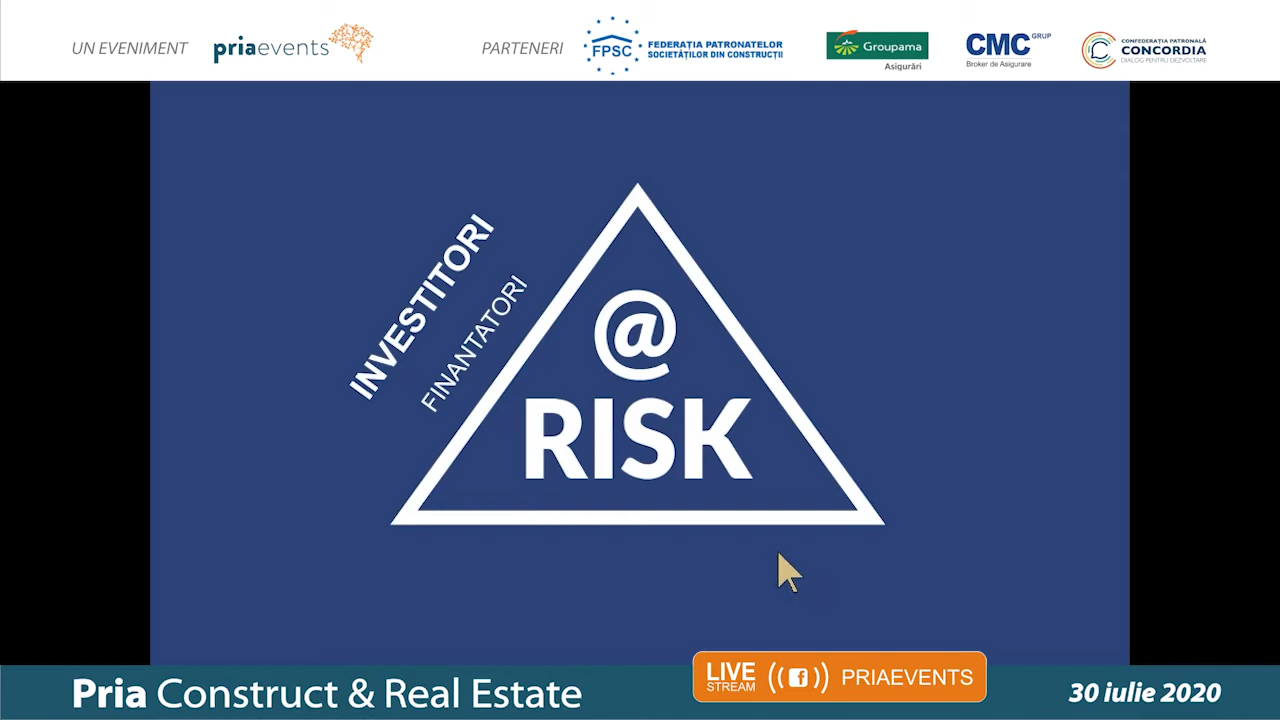 UN EVENIMENT
priaevents
PARTENERI
FPSC
FEDERAȚIA PATRONATELOR
SOCIETĂȚILOR DIN CONSTRUCȚII
Groupama
Asigurări
CMC GRUP
Broker de Asigurare
CONFEDERAȚIA PATRONALĂ
CONCORDIA
DIALOG PENTRU DEZVOLTARE
INVESTITORI
FINANTATORI
@
RISK
Pria Construct & Real Estate
LIVE
STREAM
PRIAEVENTS
30 iulie 2020